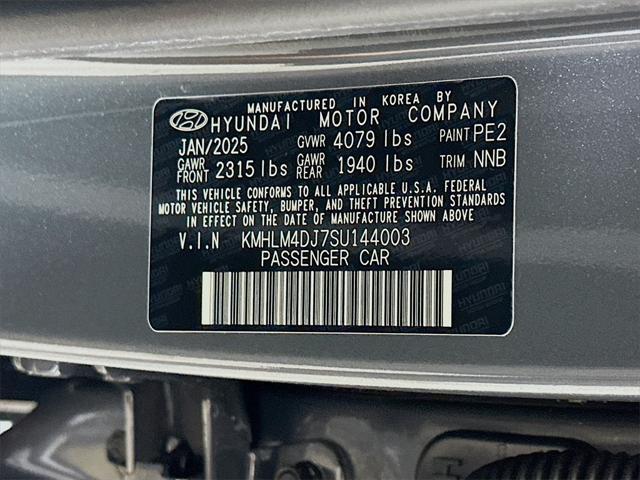 MANUFACTURED IN KOREA BY
HYUNDAI MOTOR COMPANY
JAN/2025 GVWR 4079 lbs PAINT PE2
GAWR FRONT 2315 lbs GAWR REAR 1940 lbs TRIM NNB
THIS VEHICLE CONFORMS TO ALL APPLICABLE U.S.A. FEDERAL
MOTOR VEHICLE SAFETY, BUMPER, AND THEFT PREVENTION STANDARDS
IN EFFECT ON THE DATE OF MANUFACTURE SHOWN ABOVE
V.I.N KMHLM4DJ7SU144003
PASSENGER CAR